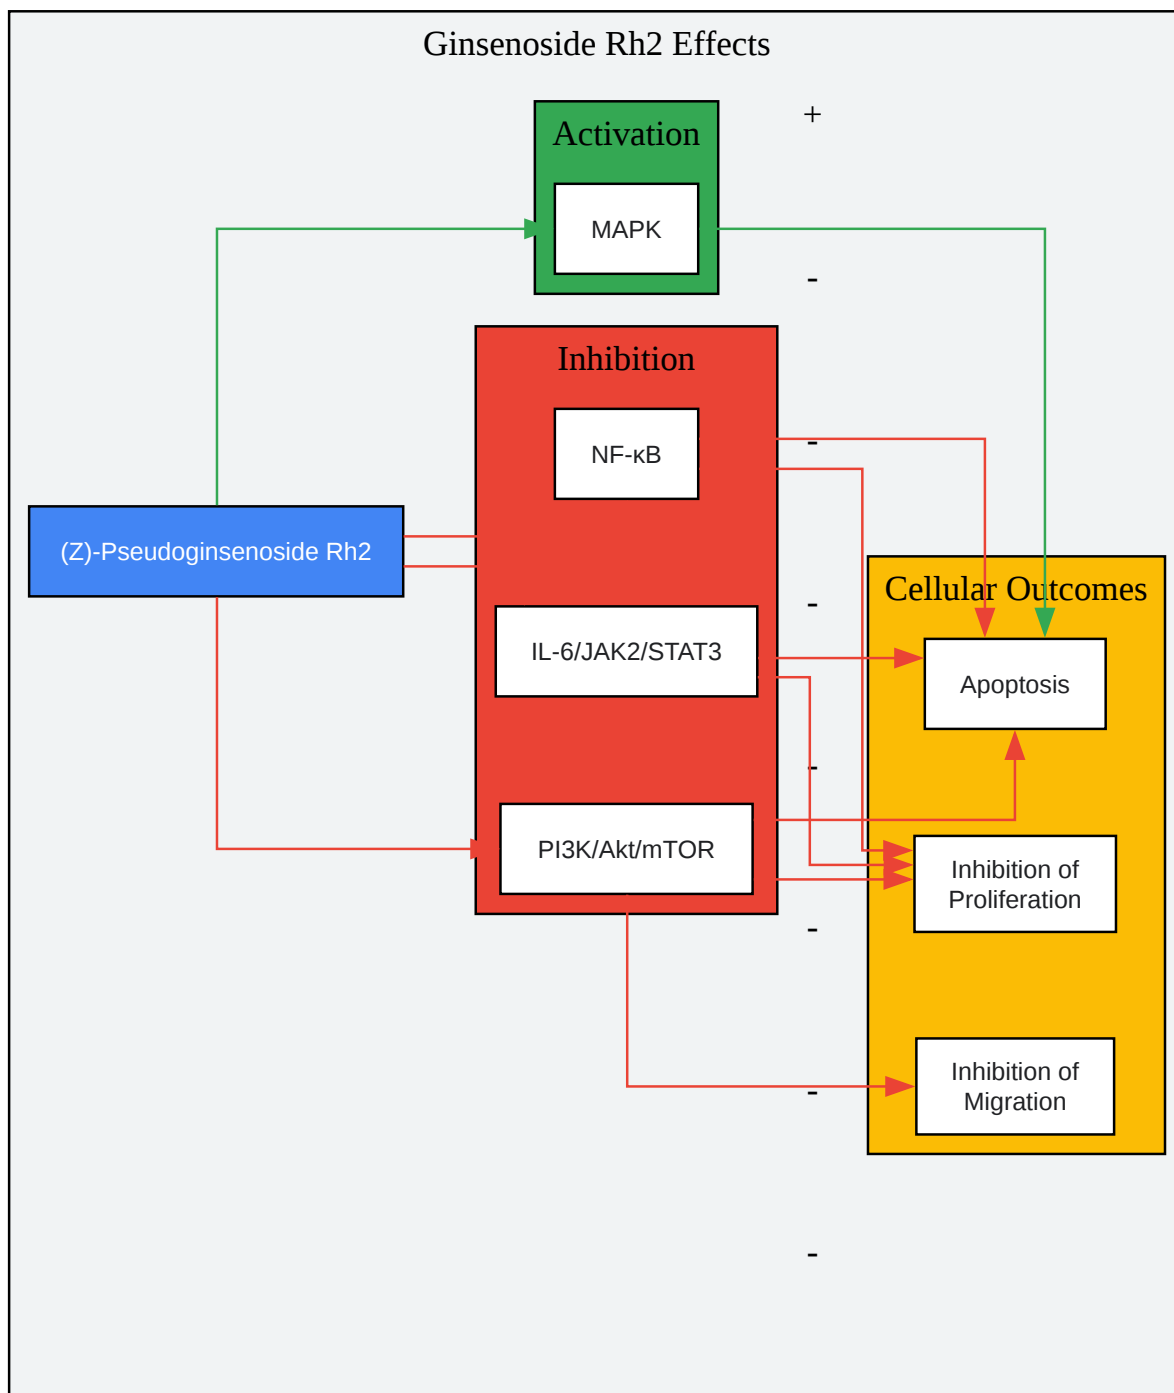 Ginsenoside Rh2 Effects
+
Activation
MAPK
-
Inhibition
NF-κB
-
(Z)-Pseudoginsenoside Rh2
Cellular Outcomes
-
IL-6/JAK2/STAT3
Apoptosis
-
PI3K/Akt/mTOR
Inhibition of
Proliferation
-
Inhibition of
Migration
-
-